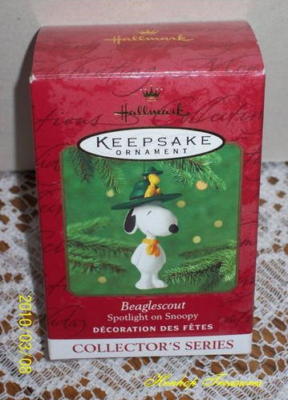 Hallmark
Hallmark
KEEPSAKE
ORNAMENT
Beaglescout
Spotlight on Snoopy
DÉCORATION DES FÊTES
COLLECTOR'S SERIES
2010/03/08